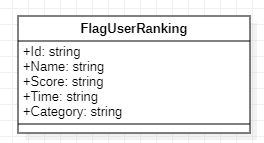 FlagUserRanking
+Id: string
+Name: string
+Score: string
+Time: string
+Category: string